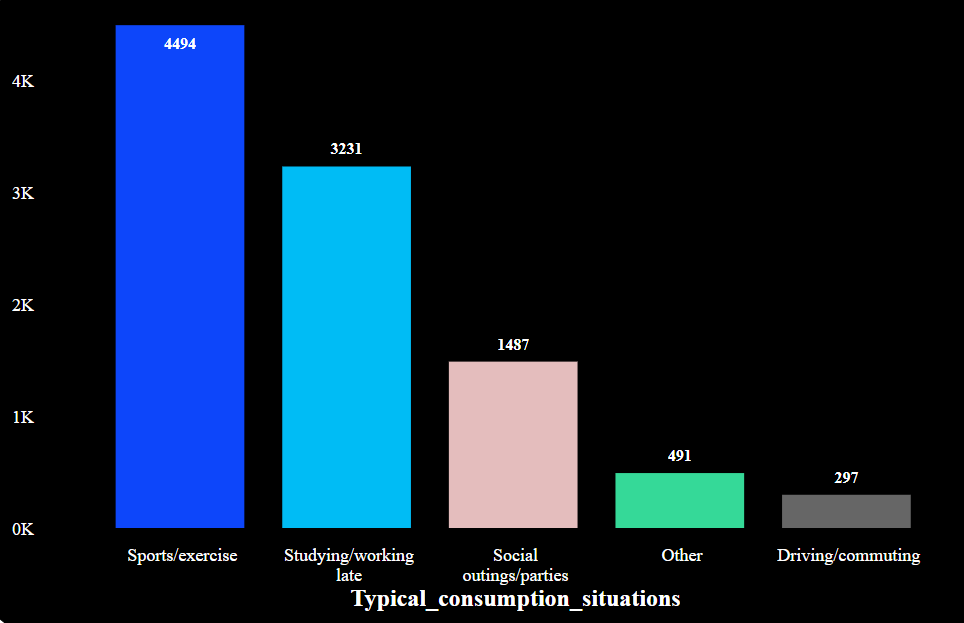 4494
4K
3231
3K
2K
1487
1K
491
297
0K
Sports/exercise
Studying/working
late
Social
outings/parties
Other
Driving/commuting
Typical_consumption_situations